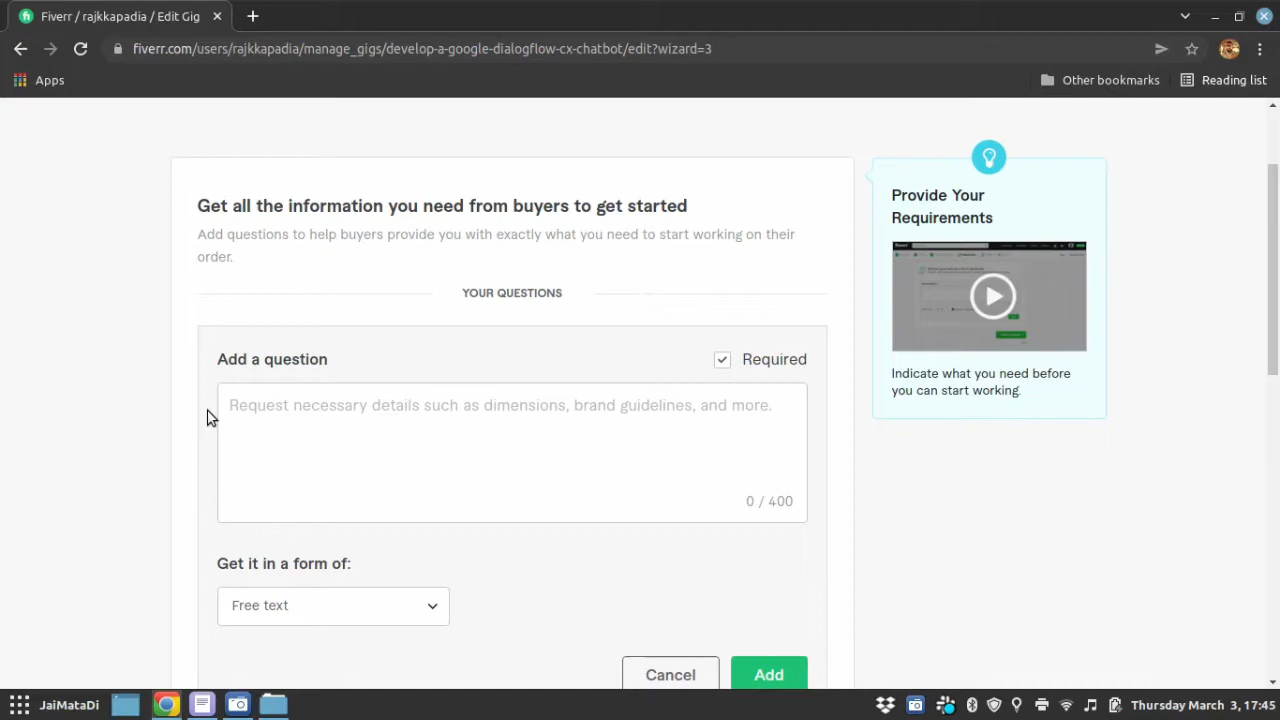 Fiverr / rajkkapadia / Edit Gig
fiverr.com/users/rajkkapadia/manage_gigs/develop-a-google-dialogflow-cx-chatbot/edit?wizard=3
Apps
Other bookmarks
Reading list
Get all the information you need from buyers to get started
Add questions to help buyers provide you with exactly what you need to start working on their
order.
YOUR QUESTIONS
Add a question
Required
Request necessary details such as dimensions, brand guidelines, and more.
0 / 400
Get it in a form of:
Free text
Cancel
Add
Provide Your
Requirements
Indicate what you need before
you can start working.
JaiMataDi
Thursday March 3, 17:45